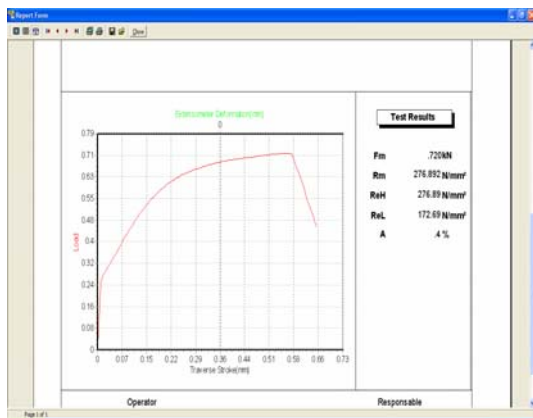 Report Form
Close
Extensometer Deformation(mm)
0
0.79
0.71
0.63
0.55
0.48
0.4
0.32
0.24
0.16
0.08
0
Load
0 0.07 0.15 0.22 0.29 0.36 0.44 0.51 0.58 0.66 0.73
Traverse Stroke(mm)
Test Results
Fm .720kN
Rm 276.892 N/mm²
ReH 276.89 N/mm²
ReL 172.69 N/mm²
A .4 %
Operator Responsable
Page 1 of 1